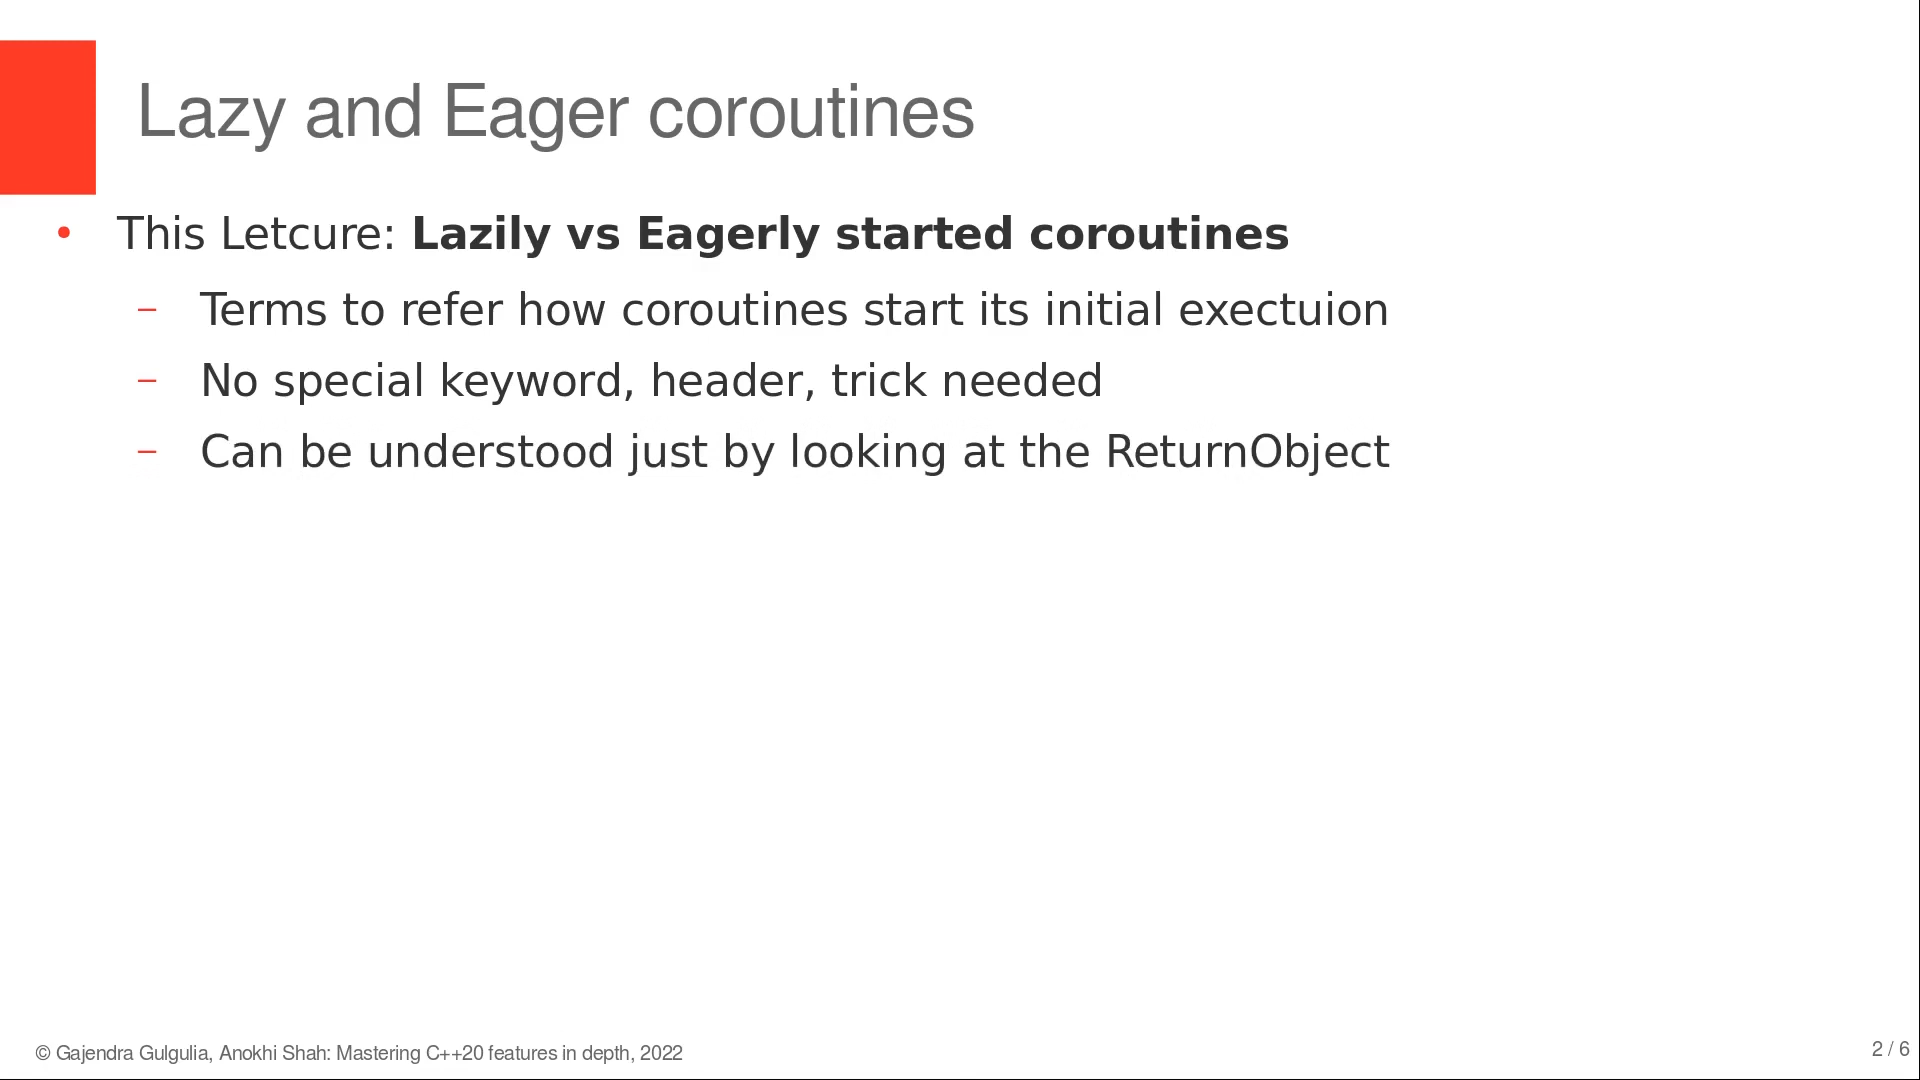 Lazy and Eager coroutines
• This Letcure: Lazily vs Eagerly started coroutines
– Terms to refer how coroutines start its initial exectuion
– No special keyword, header, trick needed
– Can be understood just by looking at the ReturnObject
© Gajendra Gulgulia, Anokhi Shah: Mastering C++20 features in depth, 2022
2 / 6